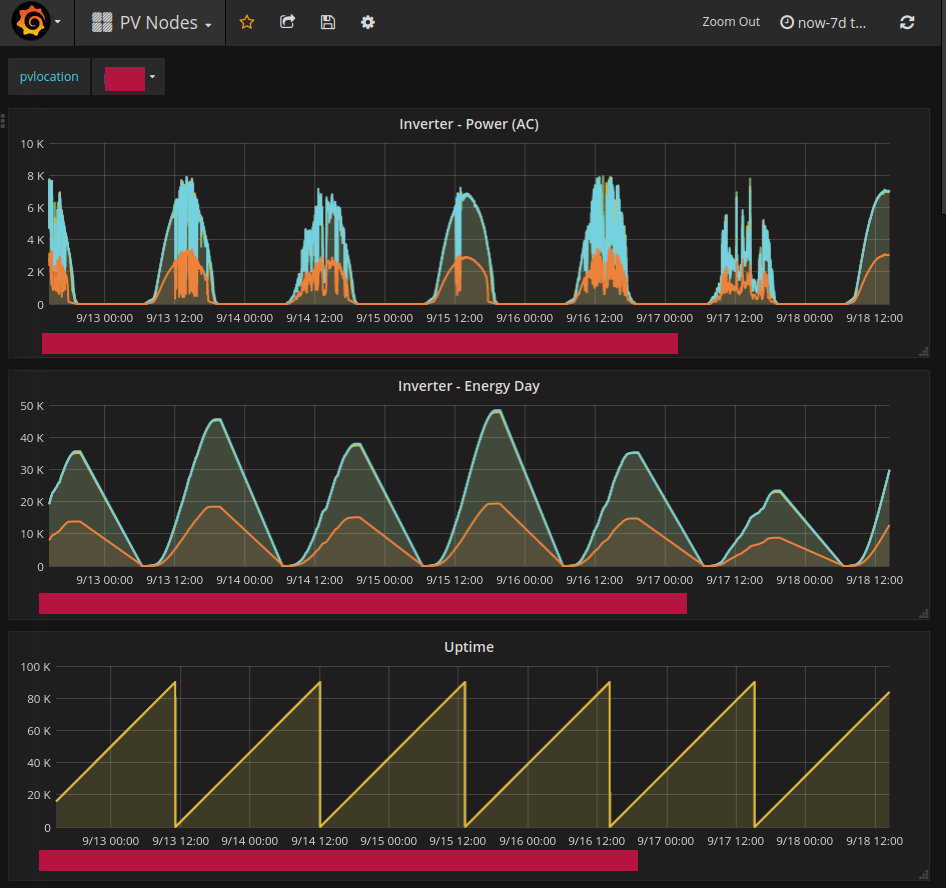 PV Nodes
Zoom Out
now-7d t...
pvlocation
Inverter - Power (AC)
10 K
8 K
6 K
4 K
2 K
0
9/13 00:00 9/13 12:00 9/14 00:00 9/14 12:00 9/15 00:00 9/15 12:00 9/16 00:00 9/16 12:00 9/17 00:00 9/17 12:00 9/18 00:00 9/18 12:00
Inverter - Energy Day
50 K
40 K
30 K
20 K
10 K
0
9/13 00:00 9/13 12:00 9/14 00:00 9/14 12:00 9/15 00:00 9/15 12:00 9/16 00:00 9/16 12:00 9/17 00:00 9/17 12:00 9/18 00:00 9/18 12:00
Uptime
100 K
80 K
60 K
40 K
20 K
0
9/13 00:00 9/13 12:00 9/14 00:00 9/14 12:00 9/15 00:00 9/15 12:00 9/16 00:00 9/16 12:00 9/17 00:00 9/17 12:00 9/18 00:00 9/18 12:00